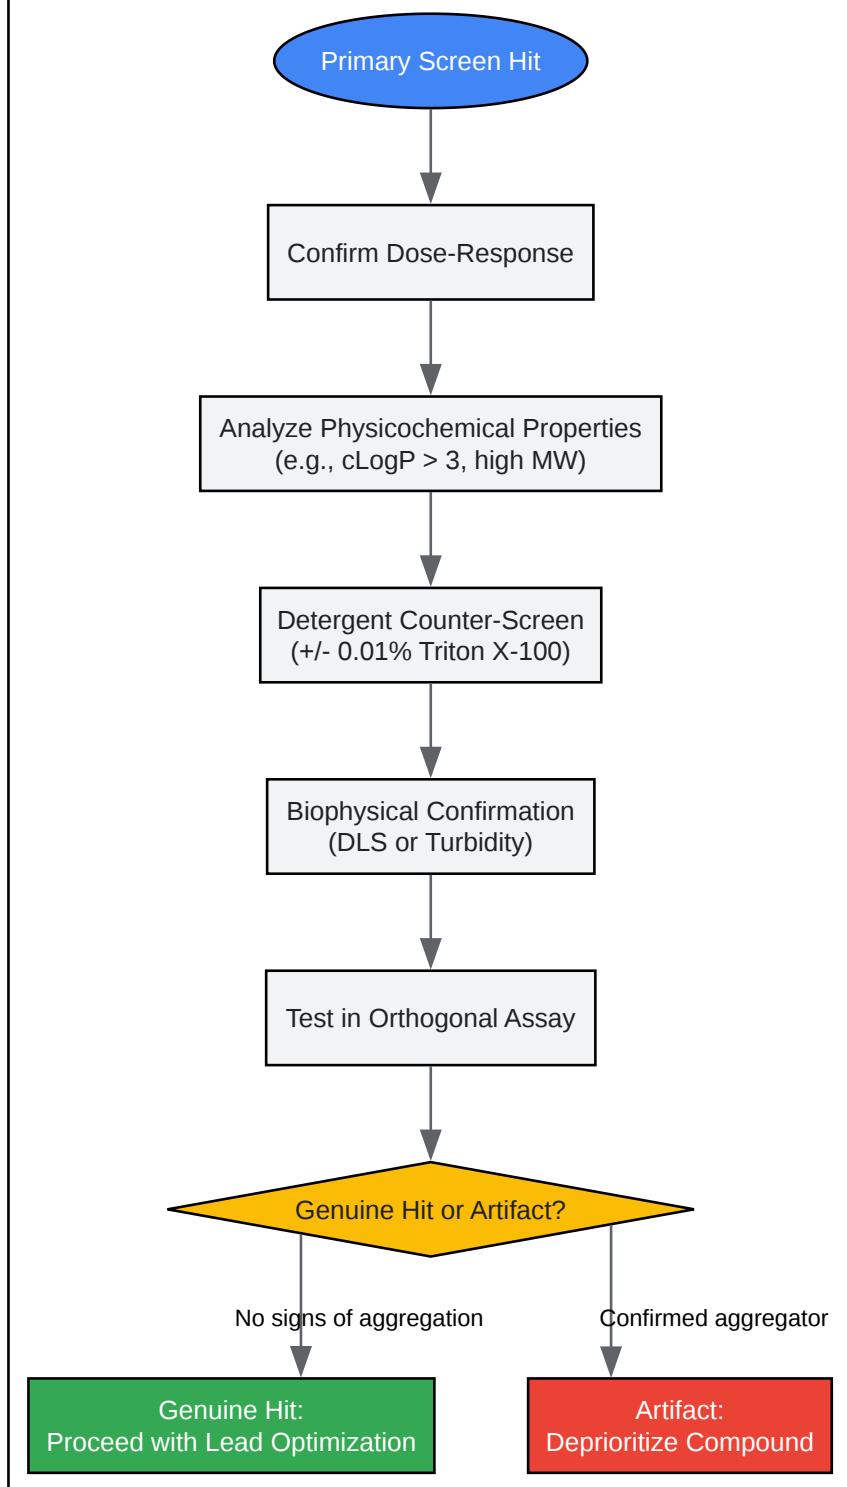 Primary Screen Hit
Confirm Dose-Response
Analyze Physicochemical Properties
(e.g., cLogP > 3, high MW)
Detergent Counter-Screen
(+/- 0.01% Triton X-100)
Biophysical Confirmation
(DLS or Turbidity)
Test in Orthogonal Assay
Genuine Hit or Artifact?
No signs of aggregation
Confirmed aggregator
Genuine Hit:
Proceed with Lead Optimization
Artifact:
Deprioritize Compound